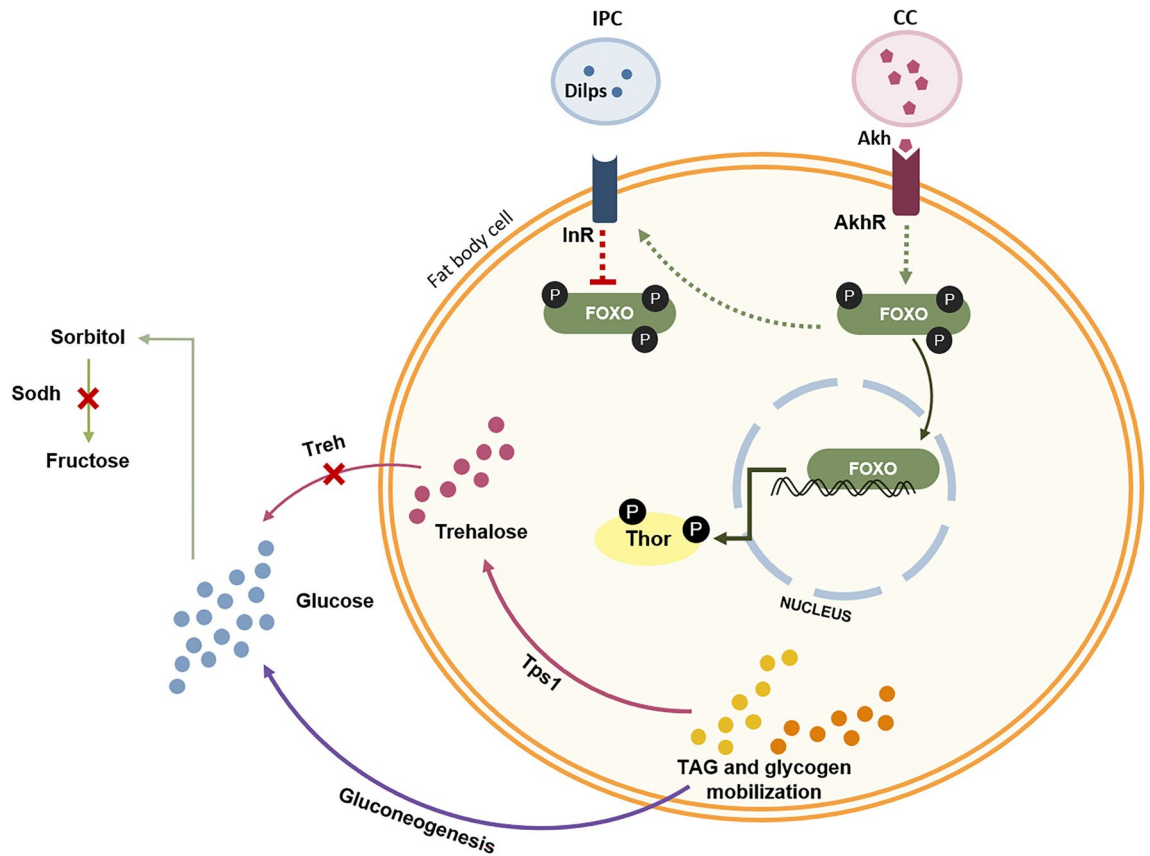 IPC
CC
Dilps
Akh
InR
AkhR
Fat body cell
P
P
FOXO
P
P
P
FOXO
P
Sorbitol
Sodh
Fructose
Treh
Trehalose
Glucose
FOXO
P
P
Thor
NUCLEUS
Tps1
TAG and glycogen
mobilization
Gluconeogenesis